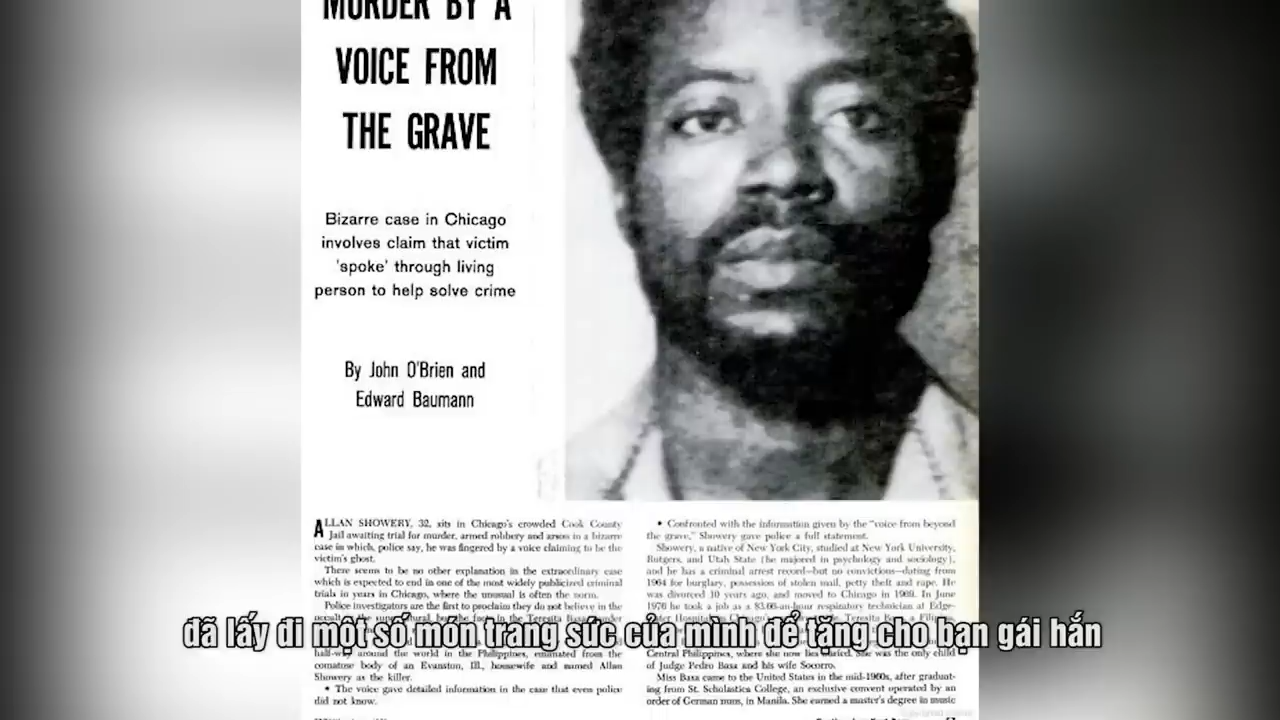 MURDER BY A
VOICE FROM
THE GRAVE
Bizarre case in Chicago
involves claim that victim
'spoke' through living
person to help solve crime
By John O'Brien and
Edward Baumann
ALLAN SHOWERY, 32, sits in Chicago's crowded Cook County
Jail awaiting trial for murder, armed robbery and arson in a bizarre
case in which, police say, he was fingered by a voice claiming to be the
victim's ghost.
There seems to be no other explanation in the extraordinary case
which is expected to end in one of the most widely publicized criminal
trials in years in Chicago, where the unusual is often the norm.
Police investigators are the first to proclaim they do not believe in the
half-way around the world in the Philippines, emanated from the
comatose body of an Evanston, Ill., housewife and named Allan
Showery as the killer.
• The voice gave detailed information in the case that even police
did not know.
• Confronted with the information given by the "voice from beyond
the grave," Showery gave police a full statement.
Showery, a native of New York City, studied at New York University,
Rutgers, and Utah State (he majored in psychology and sociology),
and he has a criminal arrest record—but no convictions—dating from
1964 for burglary, possession of stolen mail, petty theft and rape. He
was divorced 10 years ago, and moved to Chicago in 1969. In June
1976 he took a job as a $3.66-an-hour respiratory technician at Edge-
Central Philippines, where she now lies buried. She was the only child
of Judge Pedro Basa and his wife Socorro.
Miss Basa came to the United States in the mid-1960s, after graduat-
ing from St. Scholastica College, an exclusive convent operated by an
order of German nuns, in Manila. She earned a master's degree in music
đã lấy đi một số món trang sức của mình để tặng cho bạn gái hắn